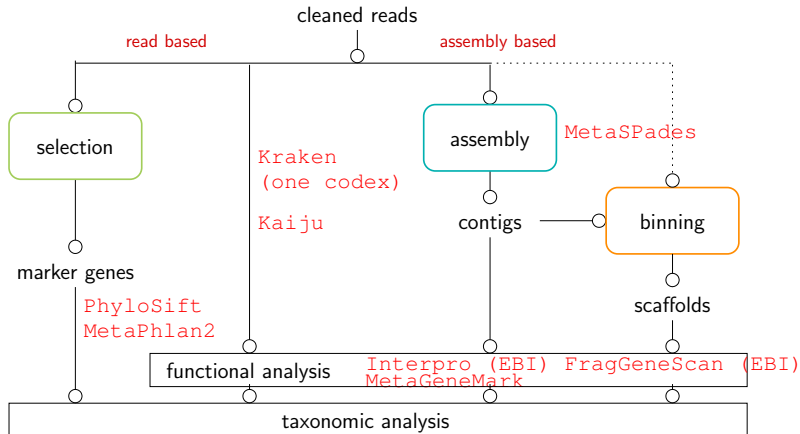 cleaned reads
read based
assembly based
selection
assembly
MetaSPades
Kraken
(one codex)
Kaiju
contigs
binning
marker genes
PhyloSift
MetaPhlan2
scaffolds
functional analysis
Interpro (EBI) FragGeneScan (EBI)
MetaGeneMark
taxonomic analysis